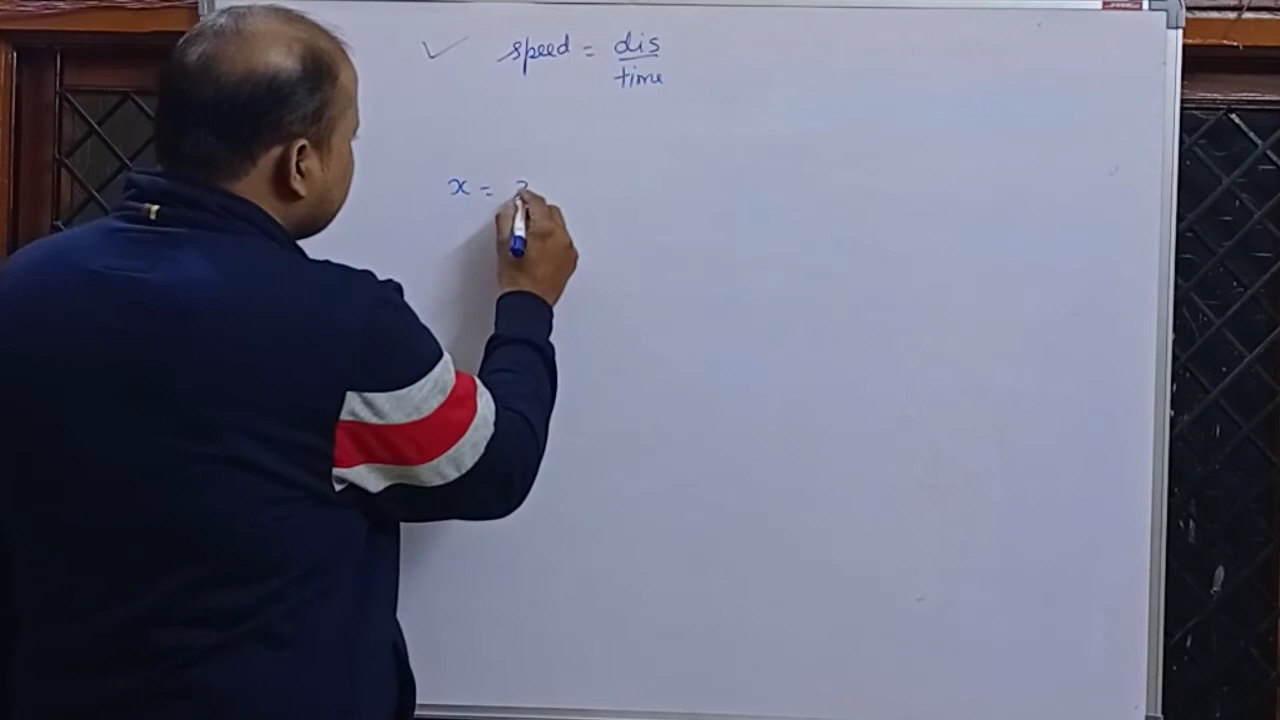 ✓ speed = dis
time
x =